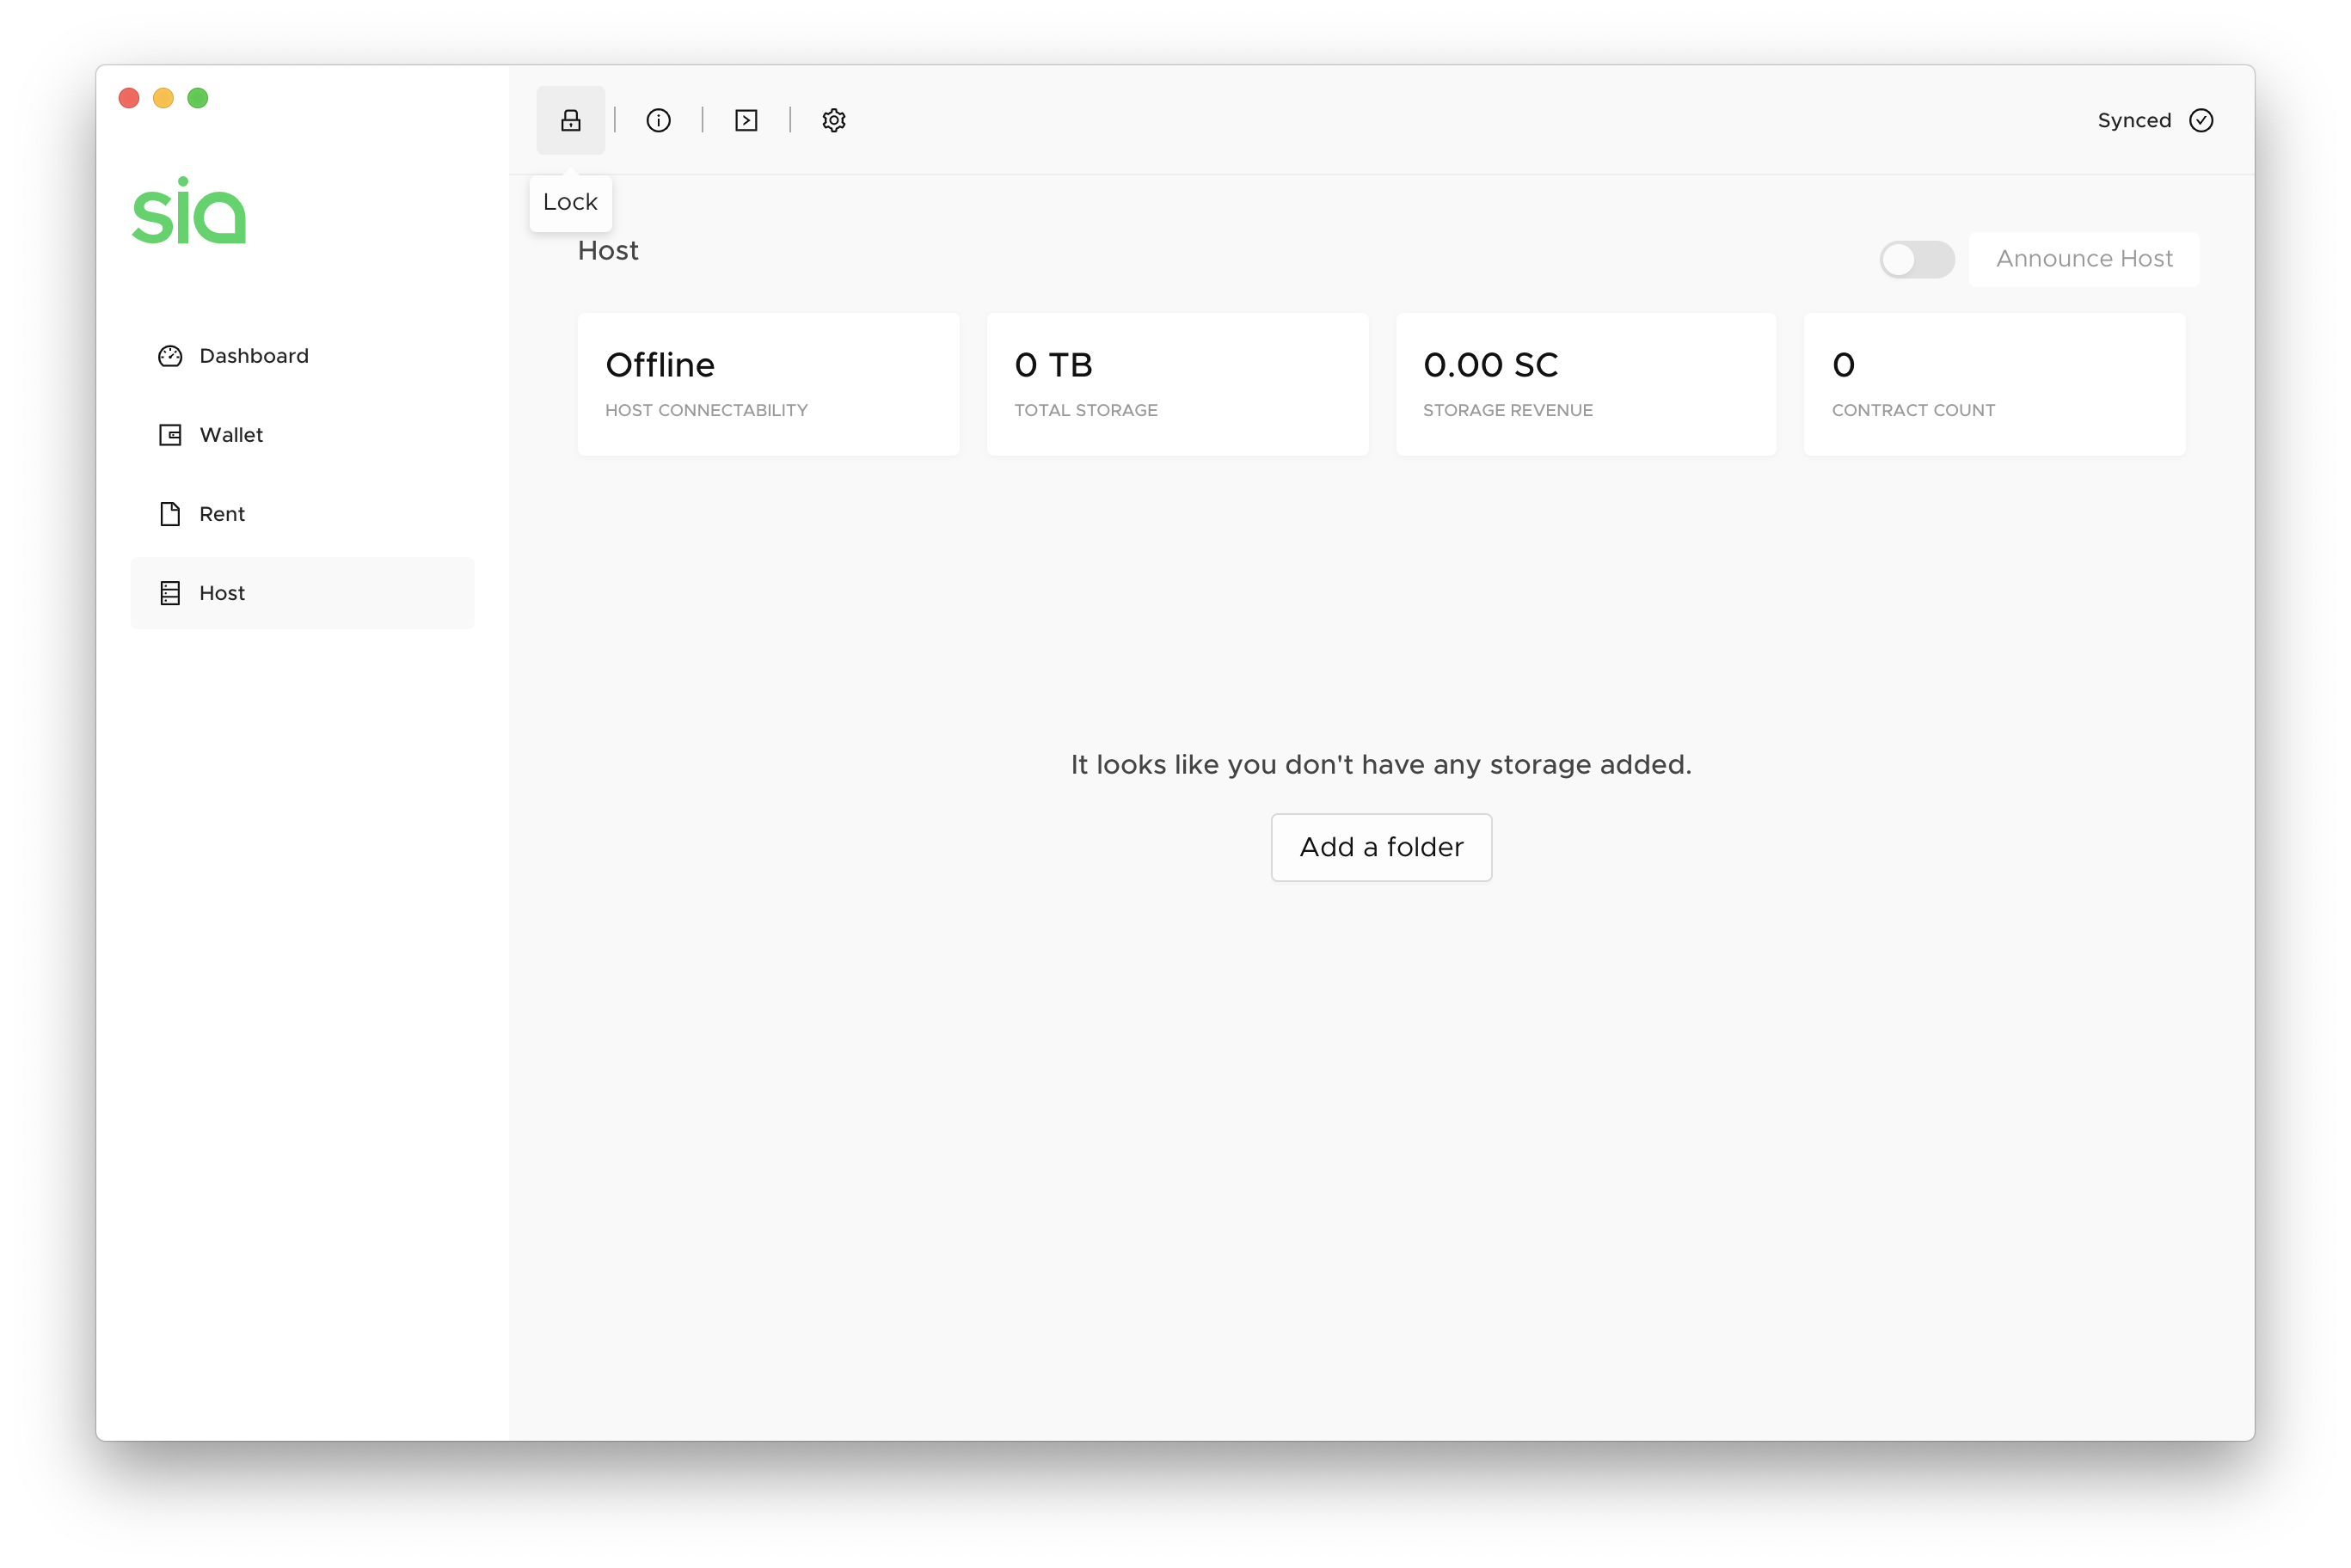 Synced
Lock
sia
Host
Announce Host
Dashboard
Wallet
Rent
Host
Offline
HOST CONNECTABILITY
0 TB
TOTAL STORAGE
0.00 SC
STORAGE REVENUE
0
CONTRACT COUNT
It looks like you don't have any storage added.
Add a folder